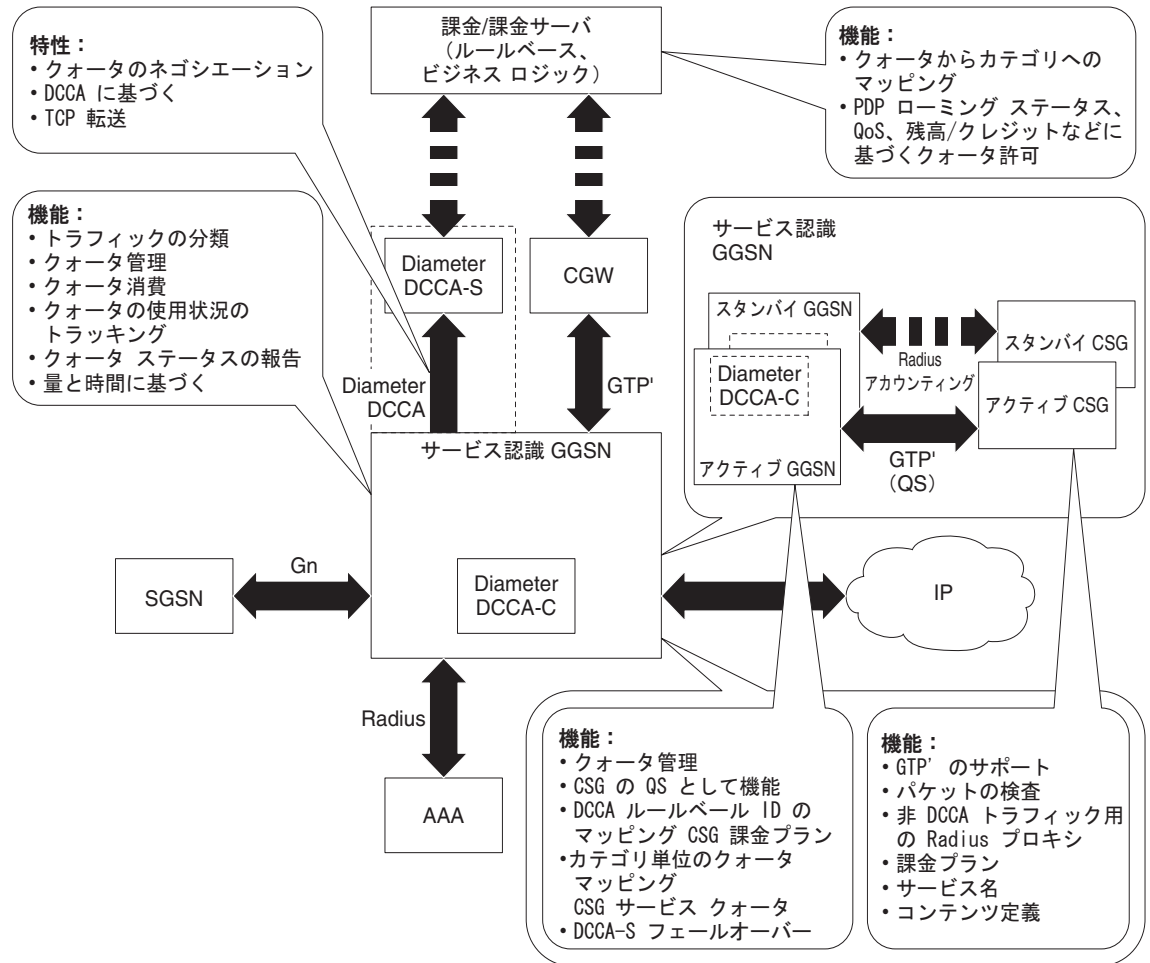 特性：
・クォータのネゴシエーション
・DCCA に基づく
・TCP 転送
課金/課金サーバ
（ルールベース、
ビジネス ロジック）
機能：
・クォータからカテゴリへの
マッピング
・PDP ローミング ステータス、
QoS、残高/クレジットなどに
基づくクォータ許可
機能：
・トラフィックの分類
・クォータ管理
・クォータ消費
・クォータの使用状況の
トラッキング
・クォータ ステータスの報告
・量と時間に基づく
Diameter
DCCA-S
CGW
Diameter
DCCA
GTP'
サービス認識
GGSN
スタンバイ GGSN
Diameter
DCCA-C
アクティブ GGSN
Radius
アカウンティング
スタンバイ CSG
アクティブ CSG
GTP'
（QS）
サービス認識 GGSN
Diameter
DCCA-C
SGSN
Gn
IP
Radius
AAA
機能：
・クォータ管理
・CSG の QS として機能
・DCCA ルールベール ID の
マッピング CSG 課金プラン
・カテゴリ単位のクォータ
マッピング
CSG サービス クォータ
・DCCA-S フェールオーバー
機能：
・GTP' のサポート
・パケットの検査
・非 DCCA トラフィック用
の Radius プロキシ
・課金プラン
・サービス名
・コンテンツ定義